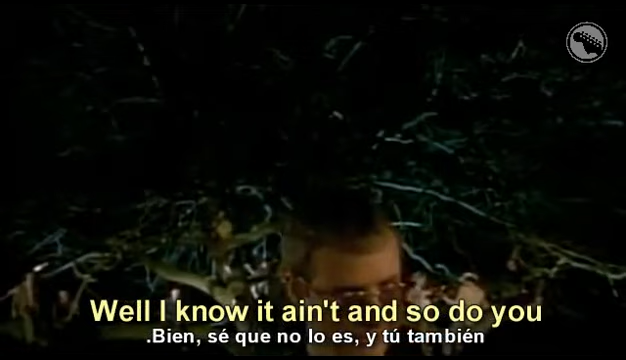 Well I know it ain't and so do you
.Bien, sé que no lo es, y tú también